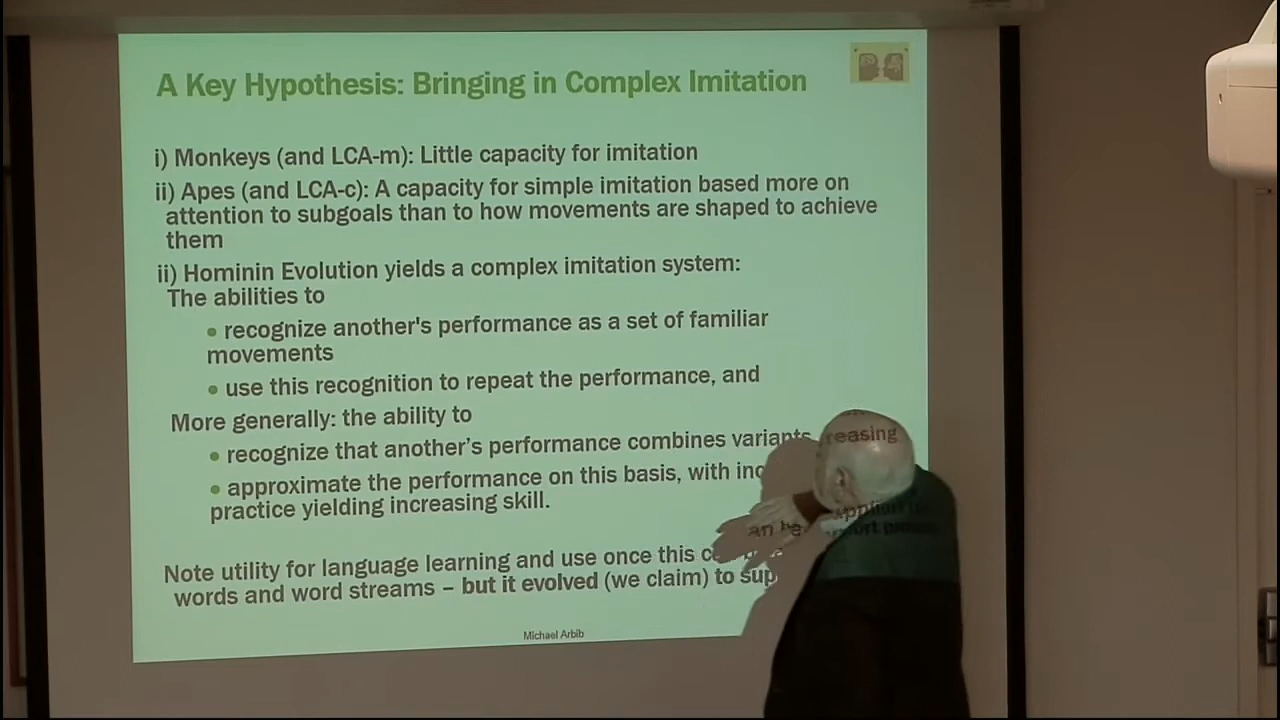 A Key Hypothesis: Bringing in Complex Imitation
i) Monkeys (and LCA-m): Little capacity for imitation
ii) Apes (and LCA-c): A capacity for simple imitation based more on
attention to subgoals than to how movements are shaped to achieve
them
ii) Hominin Evolution yields a complex imitation system:
The abilities to
• recognize another's performance as a set of familiar
movements
• use this recognition to repeat the performance, and
More generally: the ability to
• recognize that another's performance combines variants
• approximate the performance on this basis, with increasing
practice yielding increasing skill.
Note utility for language learning and use once this
words and word streams – but it evolved (we claim) to
Michael Arbib